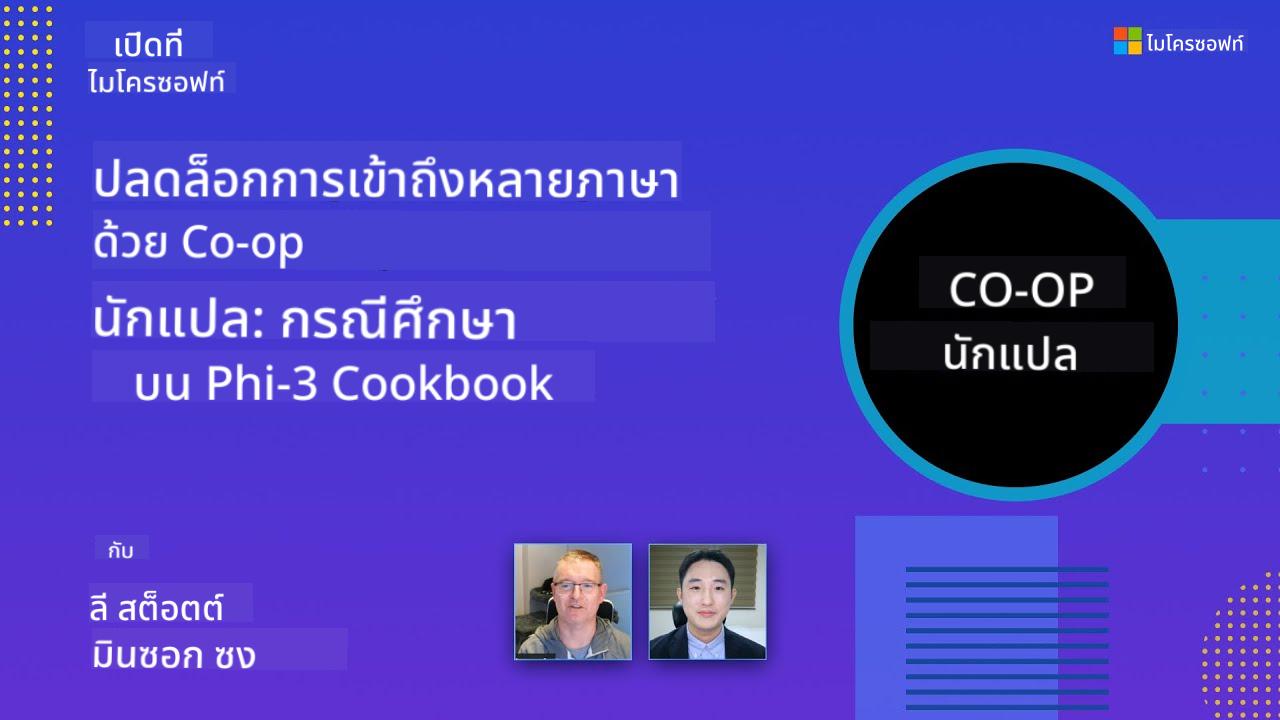 เปิดที่
ไมโครซอฟท์
ไมโครซอฟท์
ปลดล็อกการเข้าถึงหลายภาษา
ด้วย Co-op
นักแปล: กรณีศึกษา
บน Phi-3 Cookbook
CO-OP
นักแปล
กับ
ลี สต็อตต์
มินซอก ซง